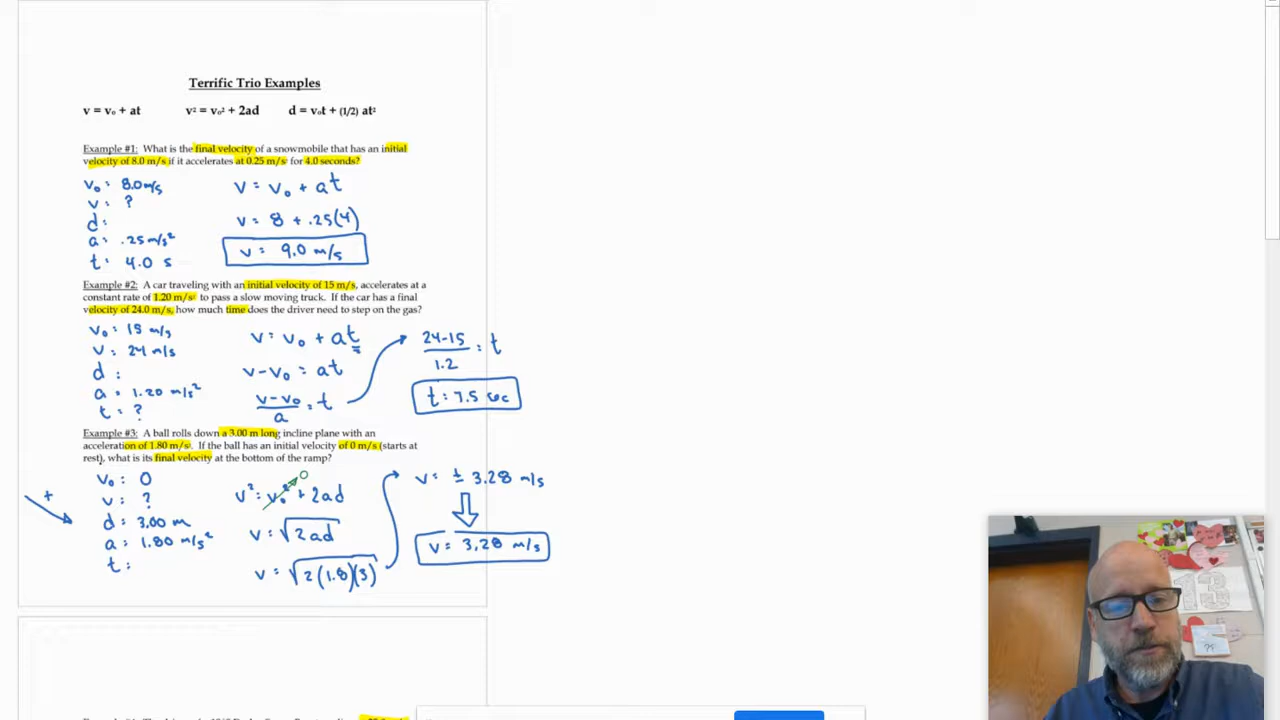 Terrific Trio Examples
v = v₀ + at    v² = v₀² + 2ad    d = v₀t + (1/2) at²
Example #1: What is the final velocity of a snowmobile that has an initial
velocity of 8.0 m/s if it accelerates at 0.25 m/s² for 4.0 seconds?
v₀: 8.0 m/s
v: ?
d:
a: .25 m/s²
t: 4.0 s
v = v₀ + at
v = 8 + .25(4)
v = 9.0 m/s
Example #2: A car traveling with an initial velocity of 15 m/s, accelerates at a
constant rate of 1.20 m/s² to pass a slow moving truck. If the car has a final
velocity of 24.0 m/s, how much time does the driver need to step on the gas?
v₀: 15 m/s
v: 24 m/s
d:
a = 1.20 m/s²
t: ?
v = v₀ + at
v - v₀ = at
v - v₀ / a = t
24-15 / 1.2 = t
t = 7.5 sec
Example #3: A ball rolls down a 3.00 m long incline plane with an
acceleration of 1.80 m/s². If the ball has an initial velocity of 0 m/s (starts at
rest), what is its final velocity at the bottom of the ramp?
+
v₀: 0
v: ?
d: 3.00 m
a: 1.80 m/s²
t:
0
v² = v₀² + 2ad
v = √2ad
v = √2(1.8)(3)
v = ± 3.28 m/s
v = 3.28 m/s